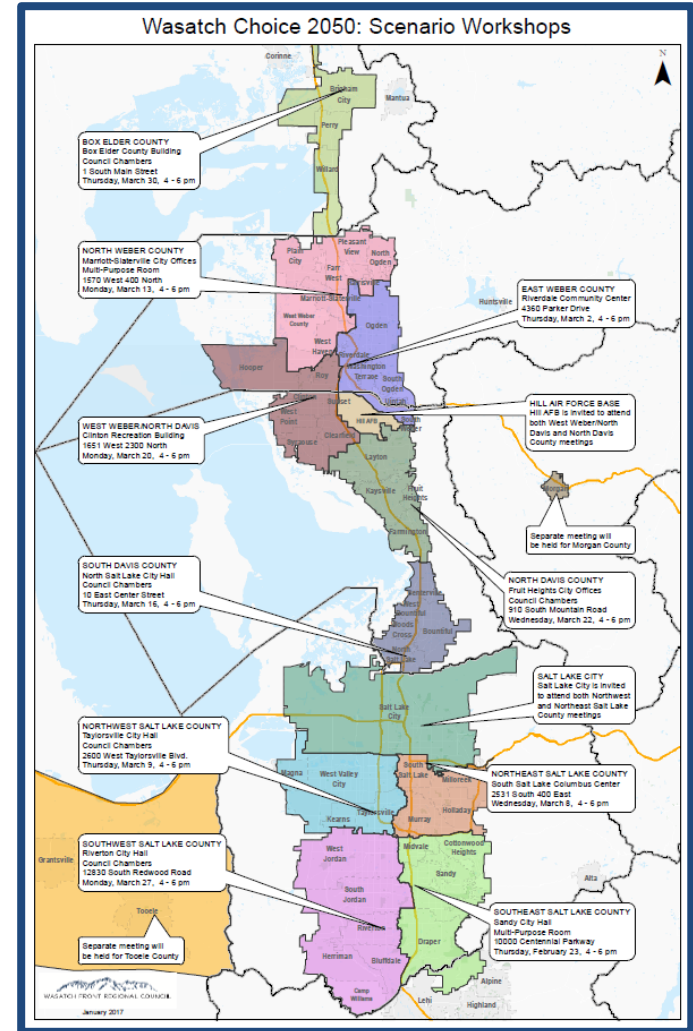 Wasatch Choice 2050: Scenario Workshops
N
Corinne
Brigham
City
Mantua
Perry
BOX ELDER COUNTY
Box Elder County Building
Council Chambers
1 South Main Street
Thursday, March 30, 4 - 6 pm
Willard
NORTH WEBER COUNTY
Marriott-Slaterville City Offices
Multi-Purpose Room
1570 West 400 North
Monday, March 13, 4 - 6 pm
Plain
City
Pleasant
View
North
Ogden
Farr
West
Marriott-Slaterville
Huntsville
EAST WEBER COUNTY
Riverdale Community Center
4360 Parker Drive
Thursday, March 2, 4 - 6 pm
West Weber
County
Ogden
West
Haven
Riverdale
Washington
Terrace
Hooper
Roy
South
Ogden
Uintah
WEST WEBER/NORTH DAVIS
Clinton Recreation Building
1651 West 2300 North
Monday, March 20, 4 - 6 pm
Clinton
Sunset
West
Point
Hill AFB
South
Weber
HILL AIR FORCE BASE
Hill AFB is invited to attend
both West Weber/North
Davis and North Davis
County meetings
Syracuse
Clearfield
Layton
Kaysville
Fruit
Heights
Farmington
Morgan
Separate meeting will
be held for Morgan County
SOUTH DAVIS COUNTY
North Salt Lake City Hall
Council Chambers
10 East Center Street
Thursday, March 16, 4 - 6 pm
NORTH DAVIS COUNTY
Fruit Heights City Offices
Council Chambers
910 South Mountain Road
Wednesday, March 22, 4 - 6 pm
Centerville
West
Bountiful
Woods
Cross
Bountiful
North
Salt Lake
SALT LAKE CITY
Salt Lake City is invited
to attend both Northwest
and Northeast Salt Lake
County meetings
Salt Lake
City
NORTHWEST SALT LAKE COUNTY
Taylorsville City Hall
Council Chambers
2600 West Taylorsville Blvd.
Thursday, March 9, 4 - 6 pm
Magna
West Valley
City
South
Salt Lake
Millcreek
NORTHEAST SALT LAKE COUNTY
South Salt Lake Columbus Center
2531 South 400 East
Wednesday, March 8, 4 - 6 pm
Kearns
Taylorsville
Murray
Holladay
SOUTHWEST SALT LAKE COUNTY
Riverton City Hall
Council Chambers
12830 South Redwood Road
Monday, March 27, 4 - 6 pm
West
Jordan
Midvale
Cottonwood
Heights
Grantsville
Sandy
Alta
South
Jordan
Tooele
Separate meeting will
be held for Tooele County
Riverton
SOUTHEAST SALT LAKE COUNTY
Sandy City Hall
Multi-Purpose Room
10000 Centennial Parkway
Thursday, February 23, 4 - 6 pm
Draper
Herriman
Bluffdale
Camp
Williams
Alpine
Lehi
Highland
WASATCH FRONT REGIONAL COUNCIL
January 2017